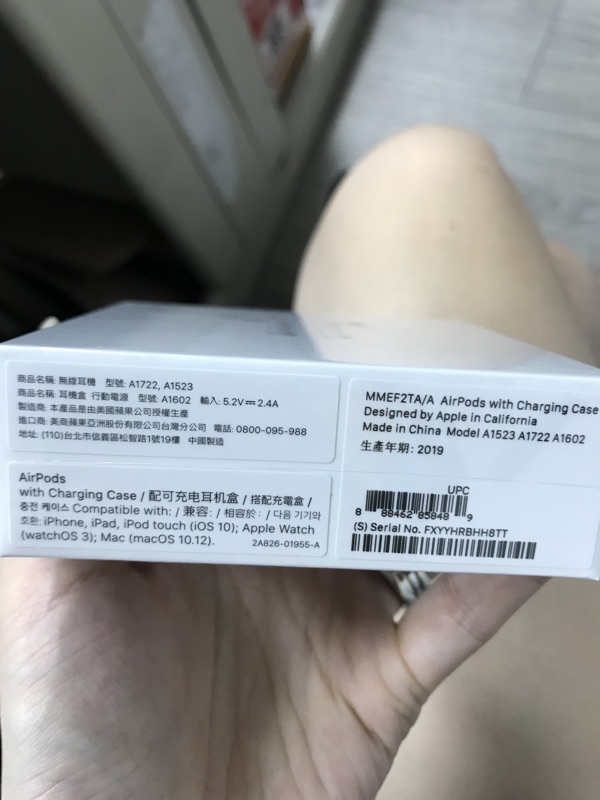 商品名稱: 無線耳機 型號: A1722, A1523
商品名稱: 耳機盒 行動電源 型號: A1602 輸入: 5.2V⎓2.4A
製造商: 本產品是由美國蘋果公司授權生產
進口商: 美商蘋果亞洲股份有限公司台灣分公司 電話: 0800-095-988
地址: (110)台北市信義區松智路1號19樓 中國製造
AirPods
with Charging Case / 配可充电耳机盒 / 搭配充電盒 /
충전 케이스 Compatible with: / 兼容: / 相容於: / 다음 기기와
호환: iPhone, iPad, iPod touch (iOS 10); Apple Watch
(watchOS 3); Mac (macOS 10.12). 2A826-01955-A
MMEF2TA/A AirPods with Charging Case
Designed by Apple in California
Made in China Model A1523 A1722 A1602
生產年期: 2019
UPC
8 88462 85848 9
(S) Serial No. FXYYHRBHH8TT